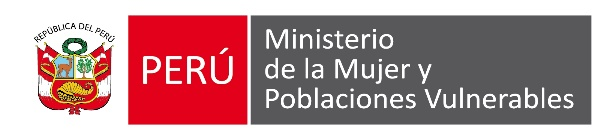 REPÚBLICA DEL PERÚ
PERÚ
Ministerio
de la Mujer y
Poblaciones Vulnerables